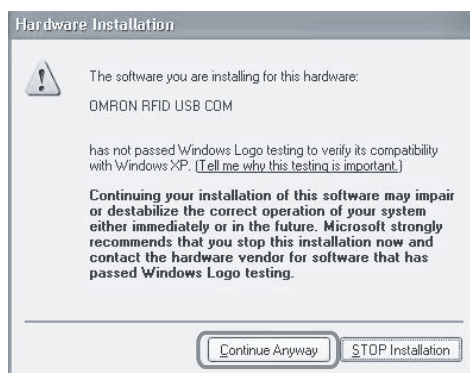 Hardware Installation
The software you are installing for this hardware:
OMRON RFID USB COM
has not passed Windows Logo testing to verify its compatibility
with Windows XP. (Tell me why this testing is important.)
Continuing your installation of this software may impair
or destabilize the correct operation of your system
either immediately or in the future. Microsoft strongly
recommends that you stop this installation now and
contact the hardware vendor for software that has
passed Windows Logo testing.
Continue Anyway
STOP Installation